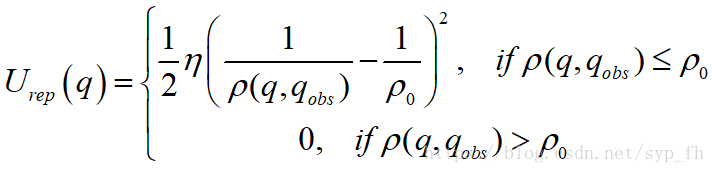 U_rep(q) = { 1/2 η (1/ρ(q,q_obs) − 1/ρ_0)^2 , if ρ(q,q_obs) ≤ ρ_0
0, if ρ(q,q_obs) > ρ_0
https://blog.csdn.net/syp_fh